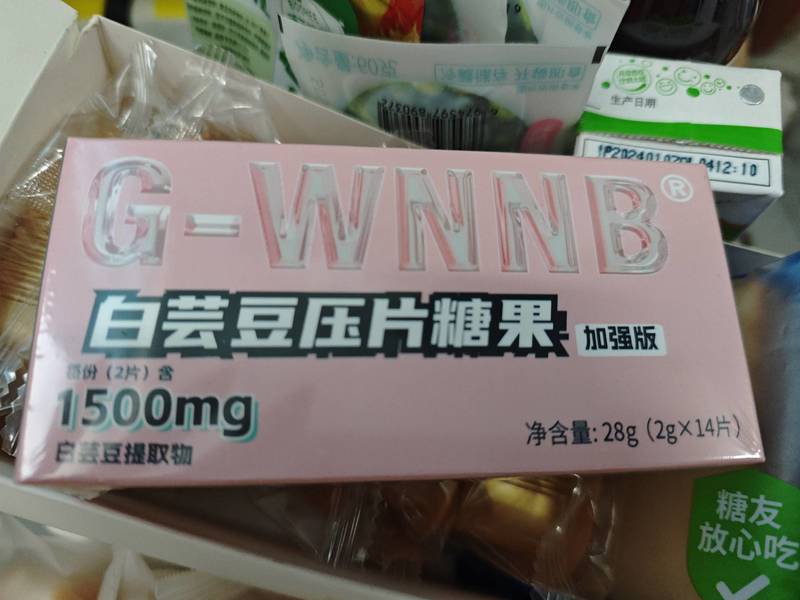 G-WNNB®
白芸豆压片糖果
加强版
每份（2片）含
1500mg
白芸豆提取物
净含量: 28g（2g×14片）
生产日期
糖友
放心吃